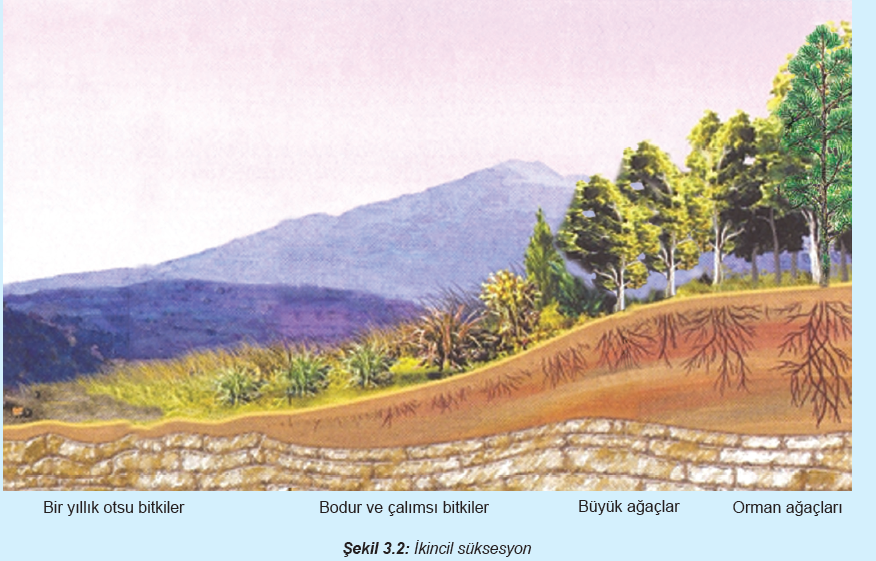 Bir yıllık otsu bitkiler Bodur ve çalımsı bitkiler Büyük ağaçlar Orman ağaçları
Şekil 3.2: İkincil süksesyon